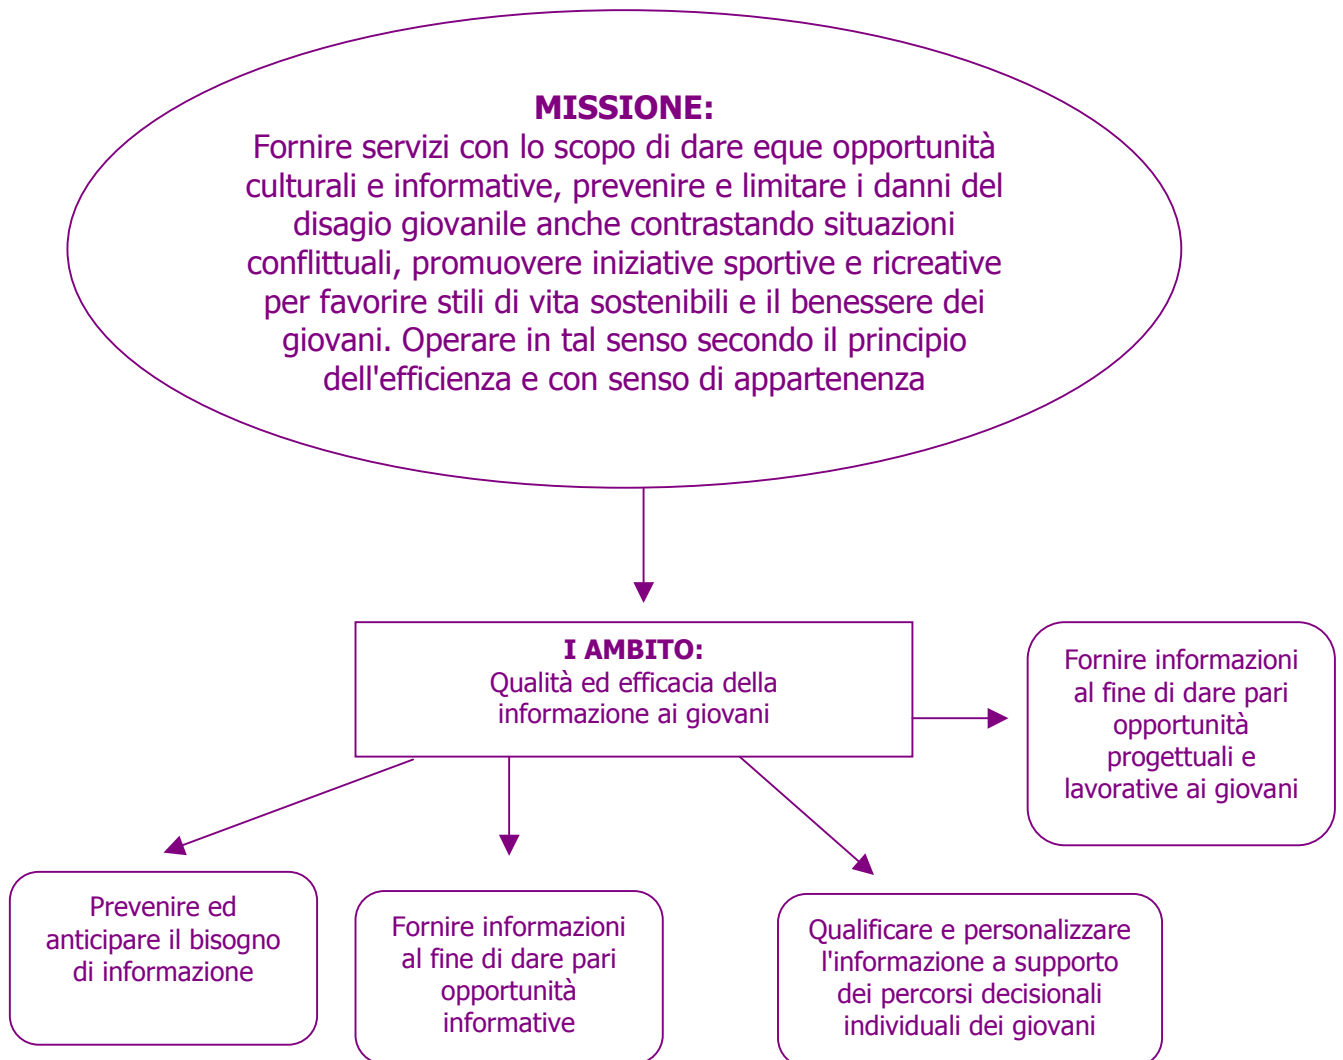 MISSIONE:
Fornire servizi con lo scopo di dare eque opportunità
culturali e informative, prevenire e limitare i danni del
disagio giovanile anche contrastando situazioni
conflittuali, promuovere iniziative sportive e ricreative
per favorire stili di vita sostenibili e il benessere dei
giovani. Operare in tal senso secondo il principio
dell'efficienza e con senso di appartenenza
I AMBITO:
Qualità ed efficacia della
informazione ai giovani
Fornire informazioni
al fine di dare pari
opportunità
progettuali e
lavorative ai giovani
Prevenire ed
anticipare il bisogno
di informazione
Fornire informazioni
al fine di dare pari
opportunità
informative
Qualificare e personalizzare
l'informazione a supporto
dei percorsi decisionali
individuali dei giovani